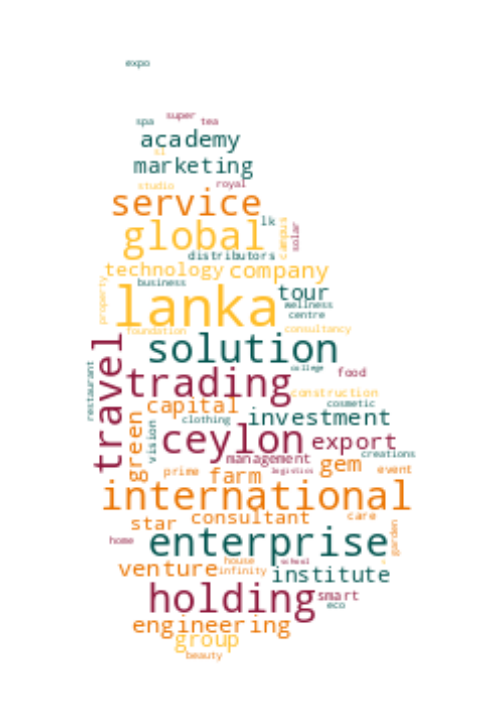 expo
super
spa
tea
academy
sl
marketing
studio
royal
service
lk
global
campus
solar
distributors
technology
company
business
property
lanka
tour
wellness
centre
foundation
consultancy
travel
solution
restaurant
college
food
trading
construction
capital
cosmetic
clothing
investment
green
vision
ceylon
export
creations
management
gem
prime
farm
logistics
event
international
star
consultant
care
garden
home
enterprise
house
school
venture
infinity
institute
holding
smart
eco
engineering
group
beauty